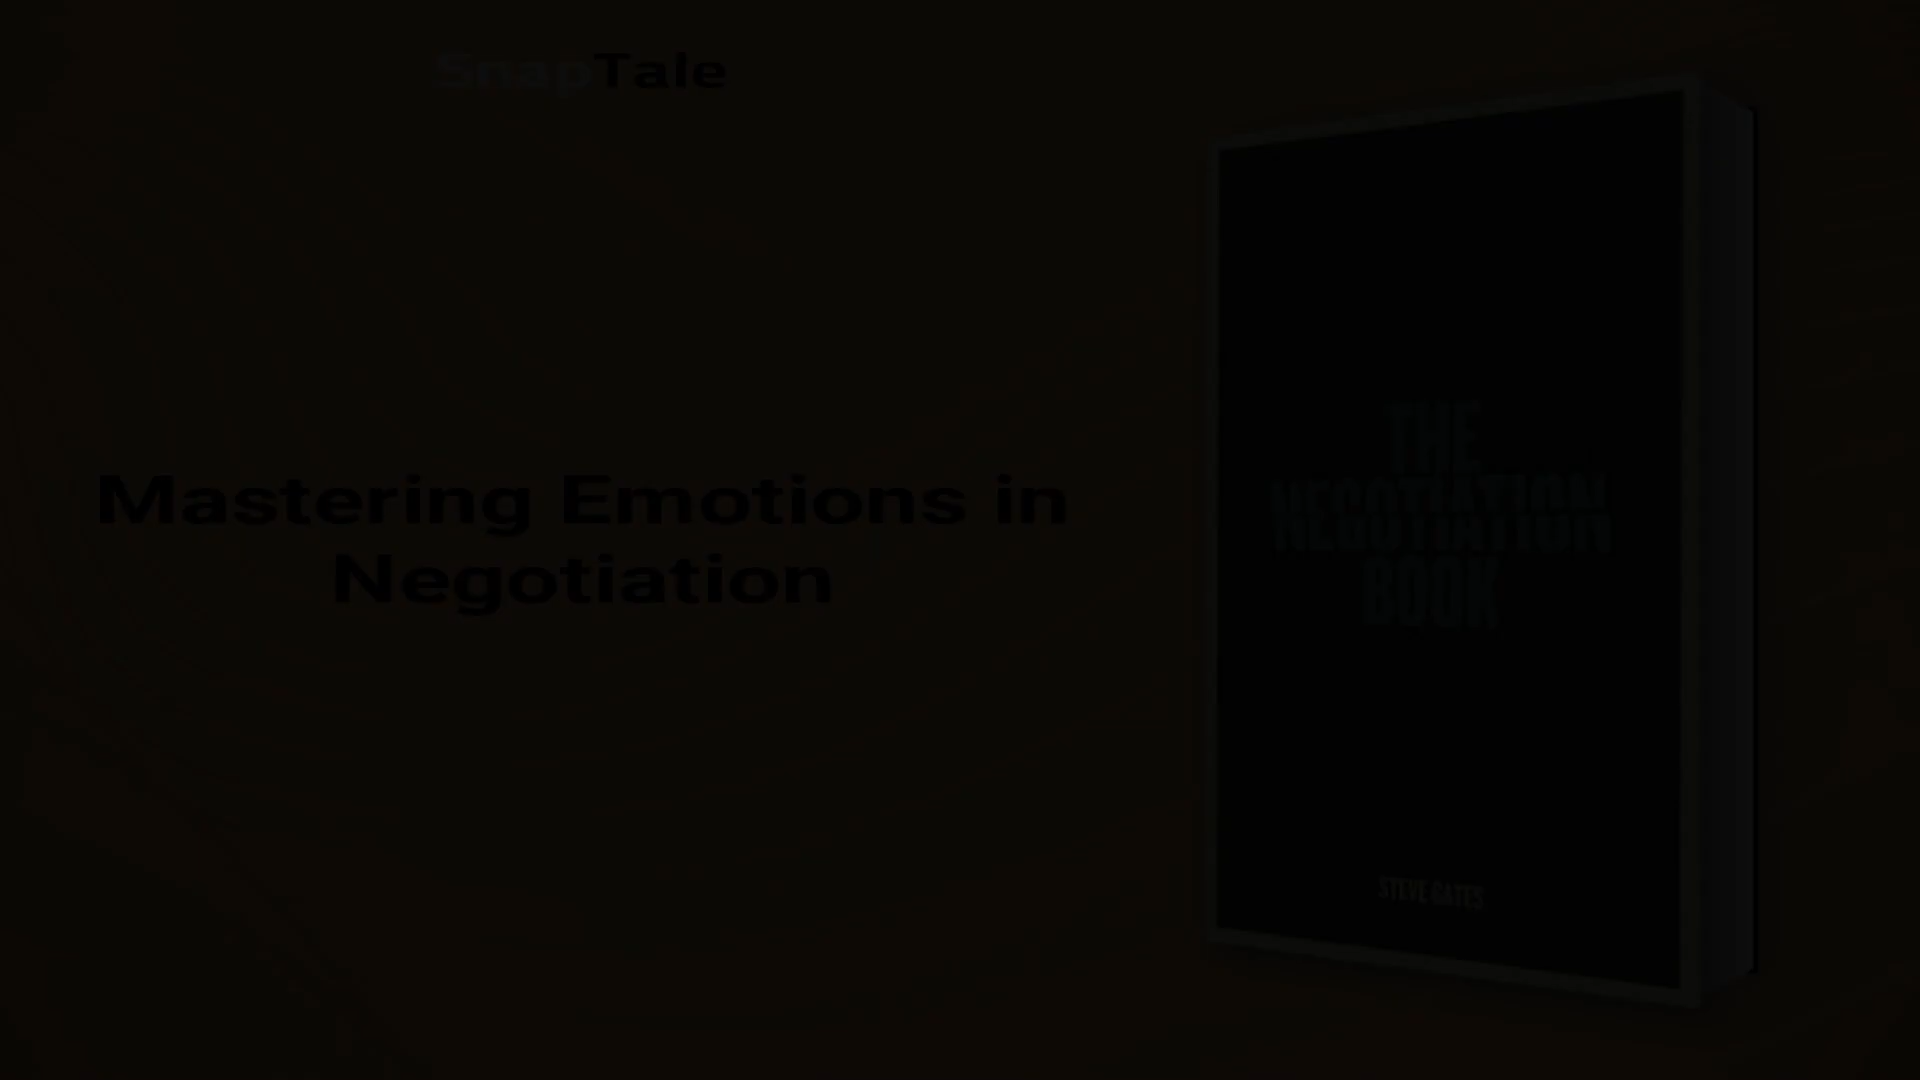 SnapTale
Mastering Emotions in
Negotiation
THE
NEGOTIATION
BOOK
STEVE GATES